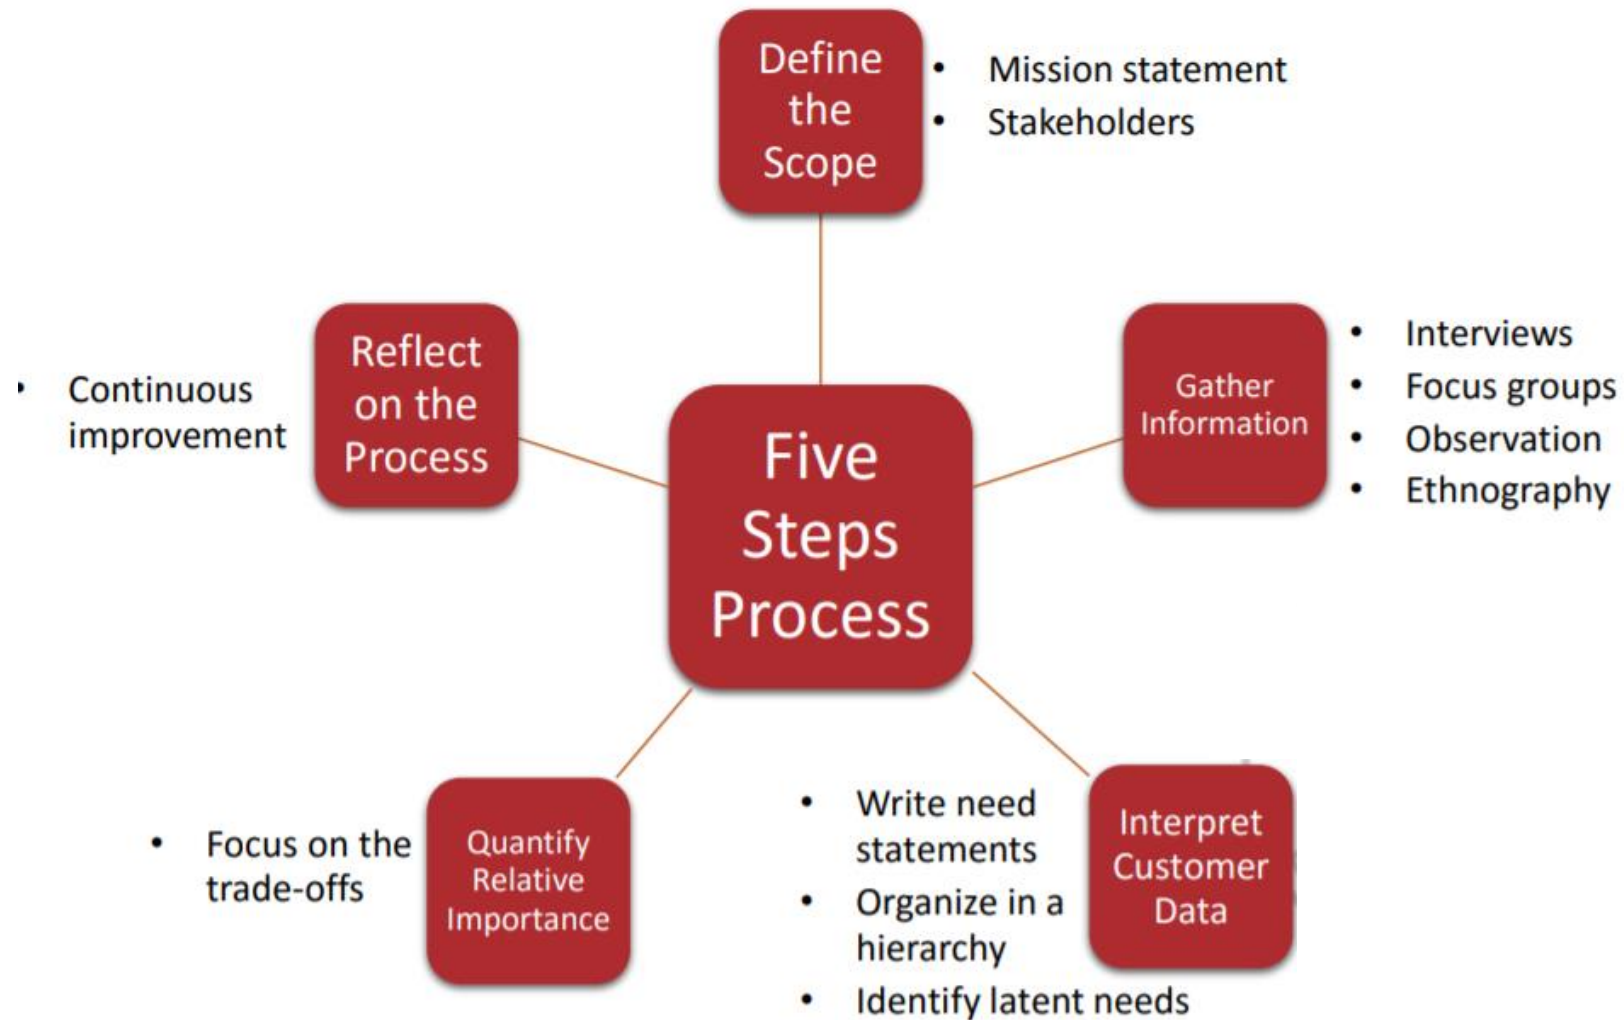 Define
the
Scope
• Mission statement
• Stakeholders
Gather
Information
• Interviews
• Focus groups
• Observation
• Ethnography
Five
Steps
Process
Interpret
Customer
Data
• Write need
statements
• Organize in a
hierarchy
• Identify latent needs
Quantify
Relative
Importance
• Focus on the
trade-offs
Reflect
on the
Process
• Continuous
improvement